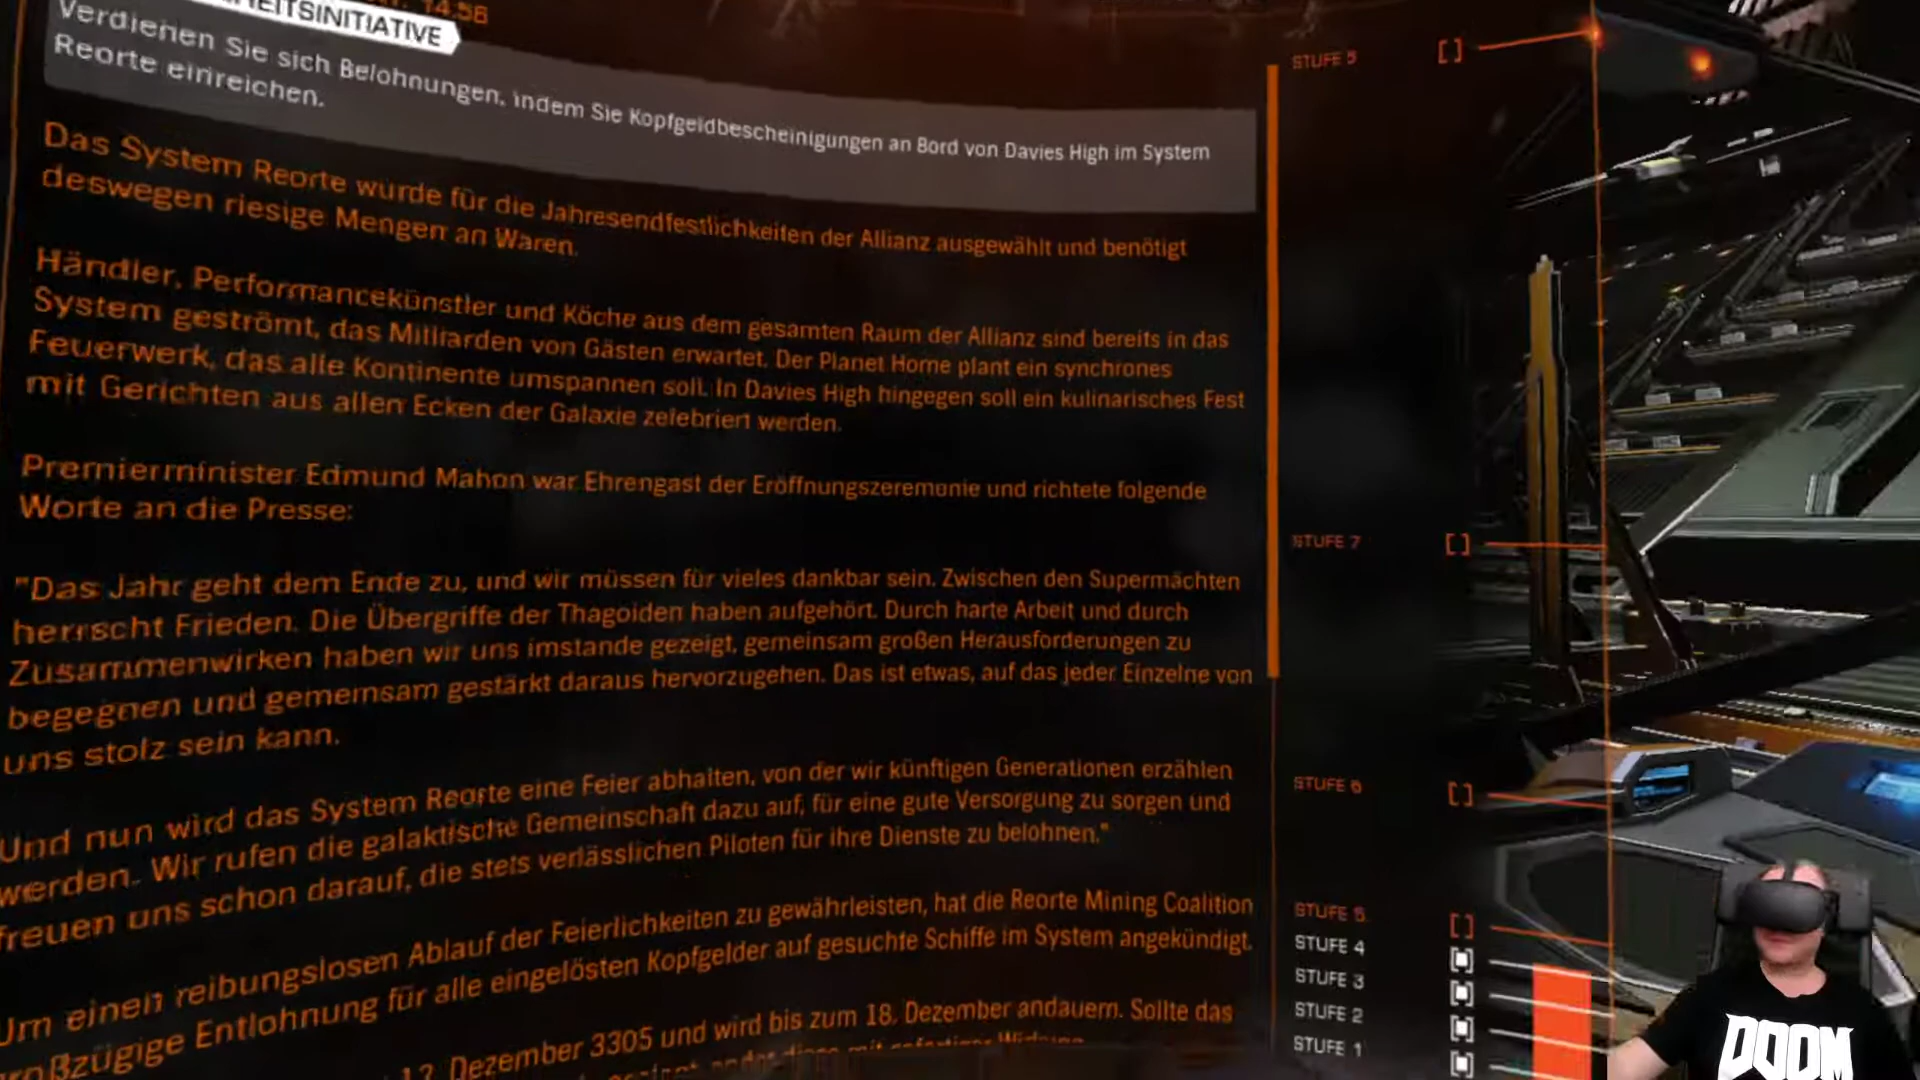 14:58
HEITSINITIATIVE
Verdienen Sie sich Belohnungen, indem Sie Kopfgeldbescheinigungen an Bord von Davies High im System
Reorte einreichen.
Das System Reorte wurde für die Jahresendfestlichkeiten der Allianz ausgewählt und benötigt
deswegen riesige Mengen an Waren.
Händler, Performancekünstler und Köche aus dem gesamten Raum der Allianz sind bereits in das
System geströmt, das Milliarden von Gästen erwartet. Der Planet Home plant ein synchrones
Feuerwerk, das alle Kontinente umspannen soll. In Davies High hingegen soll ein kulinarisches Fest
mit Gerichten aus allen Ecken der Galaxie zelebriert werden.
Premierminister Edmund Mahon war Ehrengast der Eröffnungszeremonie und richtete folgende
Worte an die Presse:
"Das Jahr geht dem Ende zu, und wir müssen für vieles dankbar sein. Zwischen den Supermächten
herrscht Frieden. Die Übergriffe der Thagoiden haben aufgehört. Durch harte Arbeit und durch
Zusammenwirken haben wir uns imstande gezeigt, gemeinsam großen Herausforderungen zu
begegnen und gemeinsam gestärkt daraus hervorzugehen. Das ist etwas, auf das jeder Einzelne von
uns stolz sein kann.
Und nun wird das System Reorte eine Feier abhalten, von der wir künftigen Generationen erzählen
werden. Wir rufen die galaktische Gemeinschaft dazu auf, für eine gute Versorgung zu sorgen und
freuen uns schon darauf, die stets verlässlichen Piloten für ihre Dienste zu belohnen."
Um einen reibungslosen Ablauf der Feierlichkeiten zu gewährleisten, hat die Reorte Mining Coalition
großzügige Entlohnung für alle eingelösten Kopfgelder auf gesuchte Schiffe im System angekündigt.
Dezember 3305 und wird bis zum 18. Dezember andauern. Sollte das
STUFE 7
STUFE 6
STUFE 5
STUFE 4
STUFE 3
STUFE 2
STUFE 1
DOOM